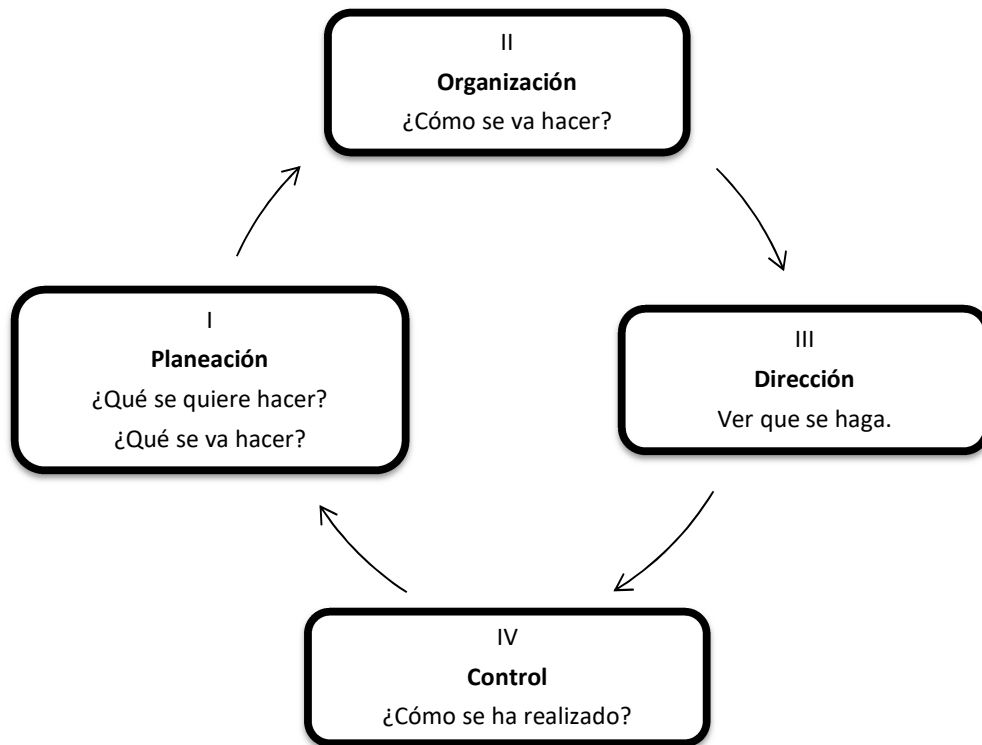 II
Organización
¿Cómo se va hacer?
I
Planeación
¿Qué se quiere hacer?
¿Qué se va hacer?
III
Dirección
Ver que se haga.
IV
Control
¿Cómo se ha realizado?